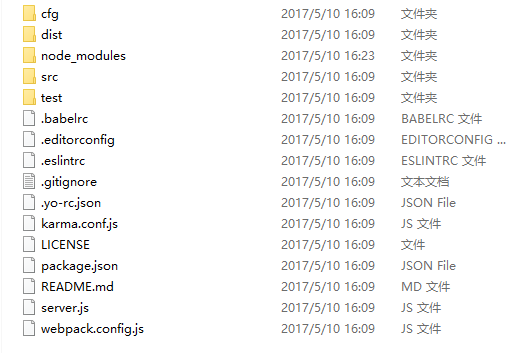 cfg 2017/5/10 16:09 文件夹
dist 2017/5/10 16:09 文件夹
node_modules 2017/5/10 16:23 文件夹
src 2017/5/10 16:09 文件夹
test 2017/5/10 16:09 文件夹
.babelrc 2017/5/10 16:09 BABELRC 文件
.editorconfig 2017/5/10 16:09 EDITORCONFIG ...
.eslintrc 2017/5/10 16:09 ESLINTRC 文件
.gitignore 2017/5/10 16:09 文本文档
.yo-rc.json 2017/5/10 16:09 JSON File
karma.conf.js 2017/5/10 16:09 JS 文件
LICENSE 2017/5/10 16:09 文件
package.json 2017/5/10 16:09 JSON File
README.md 2017/5/10 16:09 MD 文件
server.js 2017/5/10 16:09 JS 文件
webpack.config.js 2017/5/10 16:09 JS 文件